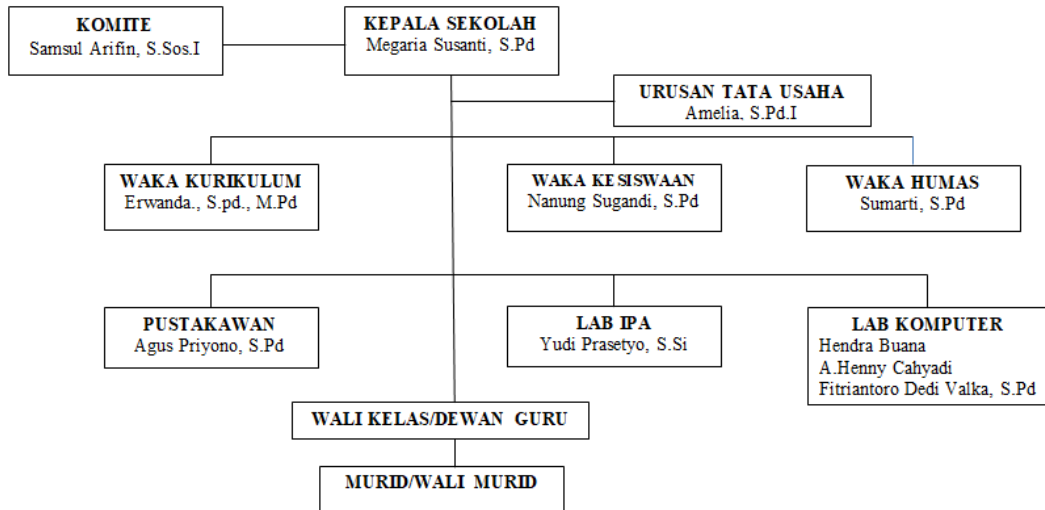 KOMITE
Samsul Arifin, S.Sos.I
KEPALA SEKOLAH
Megaria Susanti, S.Pd
URUSAN TATA USAHA
Amelia, S.Pd.I
WAKA KURIKULUM
Erwanda., S.pd., M.Pd
WAKA KESISWAAN
Nanung Sugandi, S.Pd
WAKA HUMAS
Sumarti, S.Pd
PUSTAKAWAN
Agus Priyono, S.Pd
LAB IPA
Yudi Prasetyo, S.Si
LAB KOMPUTER
Hendra Buana
A.Henny Cahyadi
Fitriantoro Dedi Valka, S.Pd
WALI KELAS/DEWAN GURU
MURID/WALI MURID